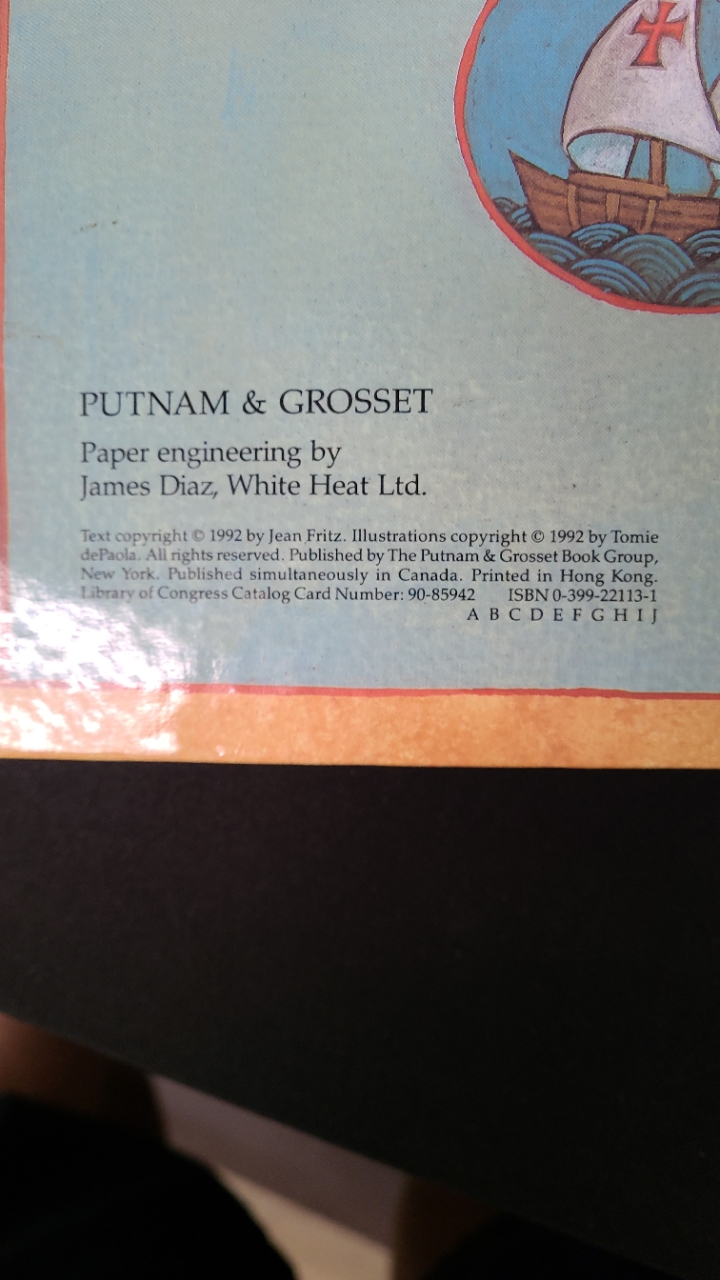 PUTNAM & GROSSET
Paper engineering by
James Diaz, White Heat Ltd.
Text copyright © 1992 by Jean Fritz. Illustrations copyright © 1992 by Tomie
dePaola. All rights reserved. Published by The Putnam & Grosset Book Group,
New York. Published simultaneously in Canada. Printed in Hong Kong.
Library of Congress Catalog Card Number: 90-85942 ISBN 0-399-22113-1
A B C D E F G H I J